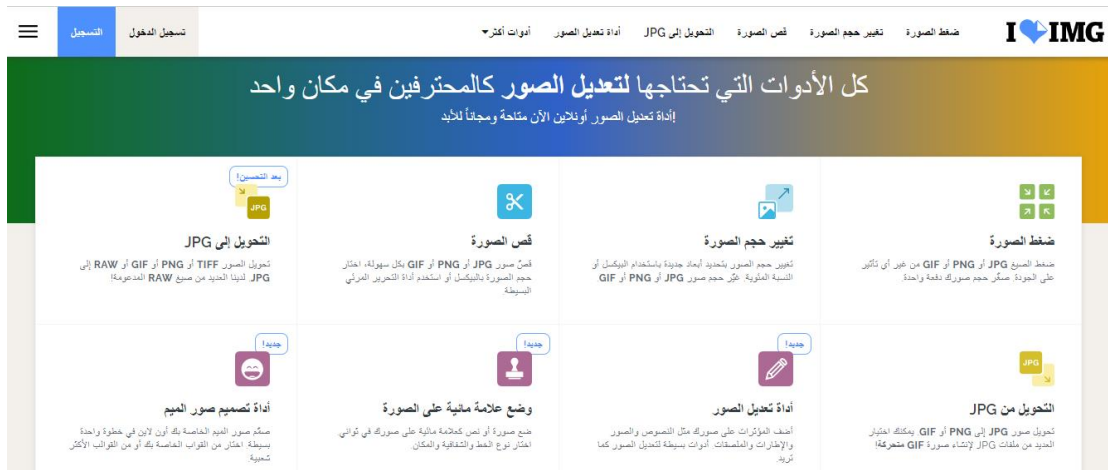 I IMG
ضغط الصورة
تغيير حجم الصورة
قص الصورة
التحويل إلى JPG
أداة تعديل الصور
أدوات أكثر
تسجيل الدخول
التسجيل
كل الأدوات التي تحتاجها لتعديل الصور كالمحترفين في مكان واحد
!أداة تعديل الصور أونلاين الآن متاحة ومجاناً للأبد
ضغط الصورة
ضغط الصيغ JPG أو PNG أو GIF من غير أي تأثير
على الجودة. صغّر حجم صورك دفعة واحدة.
تغيير حجم الصورة
تغيير حجم الصور بتحديد أبعاد جديدة باستخدام البيكسل أو
النسبة المئوية. غيّر حجم صور JPG أو PNG أو GIF.
قص الصورة
قصّ صور JPG أو PNG أو GIF بكل سهولة، اختار
حجم الصورة بالبيكسل أو استخدم أداة التحرير المرئي
البسيطة.
بعد التحسين!
JPG
التحويل إلى JPG
تحويل الصور TIFF أو PNG أو GIF أو RAW إلى
JPG. لدينا العديد من صيغ RAW المدعومة!
JPG
التحويل من JPG
تحويل صور JPG إلى PNG أو GIF. يمكنك اختيار
العديد من ملفات JPG لإنشاء صورة GIF متحركة!
جديد!
أداة تعديل الصور
أضف المؤثرات على صورك مثل النصوص والصور
والإطارات والملصقات. أدوات بسيطة لتعديل الصور كما
تريد.
جديد!
وضع علامة مائية على الصورة
ضع صورة أو نص كعلامة مائية على صورك في ثواني.
اختار نوع الخط والشفافية والمكان.
جديد!
أداة تصميم صور الميم
صمّم صور الميم الخاصة بك أون لاين في خطوة واحدة
بسيطة. اختار من القوالب الخاصة بك أو من القوالب الأكثر
شعبية.